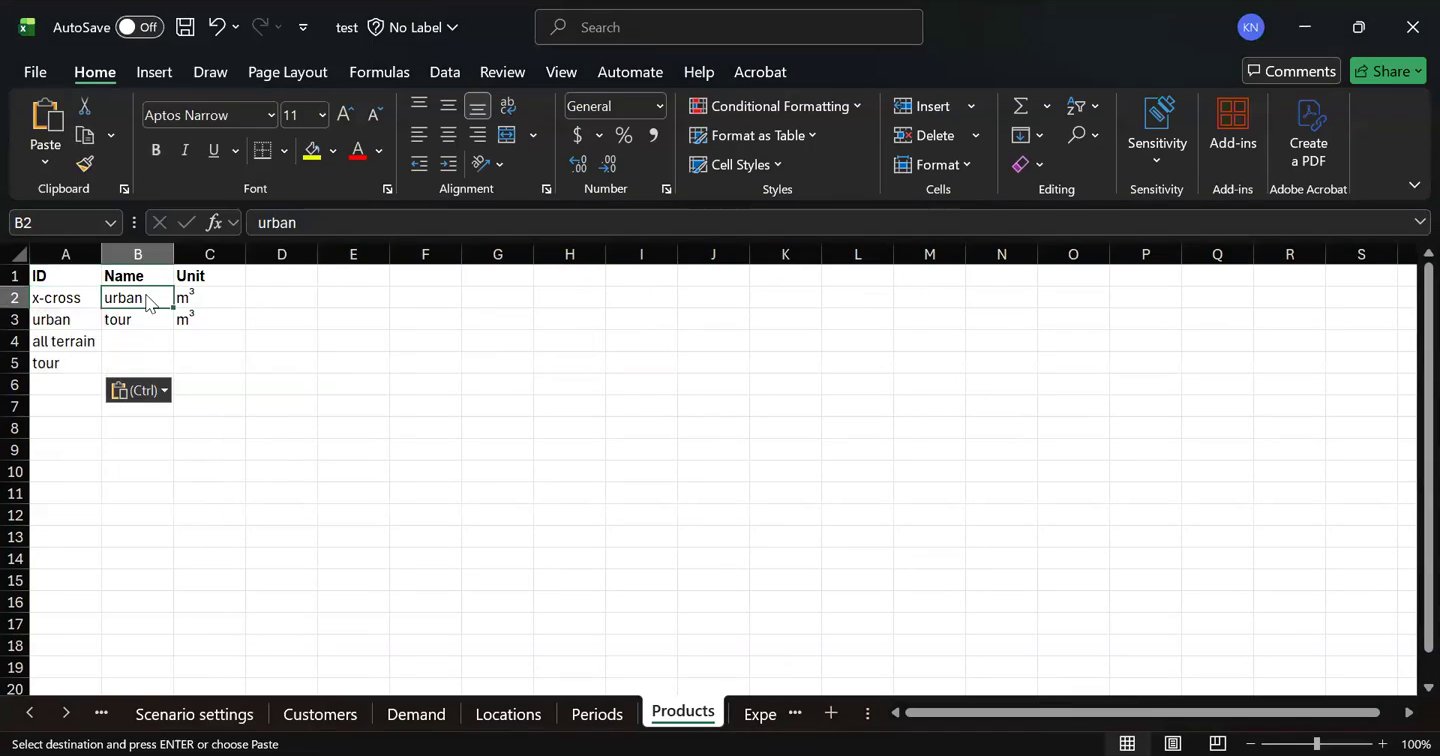 AutoSave Off test No Label Search KN
File Home Insert Draw Page Layout Formulas Data Review View Automate Help Acrobat Comments Share
Paste Aptos Narrow 11 General Conditional Formatting Insert Sensitivity Add-ins Create a PDF
B I U A $ % Format as Table Delete
Cell Styles Format
Clipboard Font Alignment Number Styles Cells Editing Sensitivity Add-ins Adobe Acrobat
B2 fx urban
A B C D E F G H I J K L M N O P Q R S
1 ID Name Unit
2 x-cross urban m³
3 urban tour m³
4 all terrain
5 tour
6 (Ctrl)
7
8
9
10
11
12
13
14
15
16
17
18
19
20
Scenario settings Customers Demand Locations Periods Products Expe
Select destination and press ENTER or choose Paste 100%